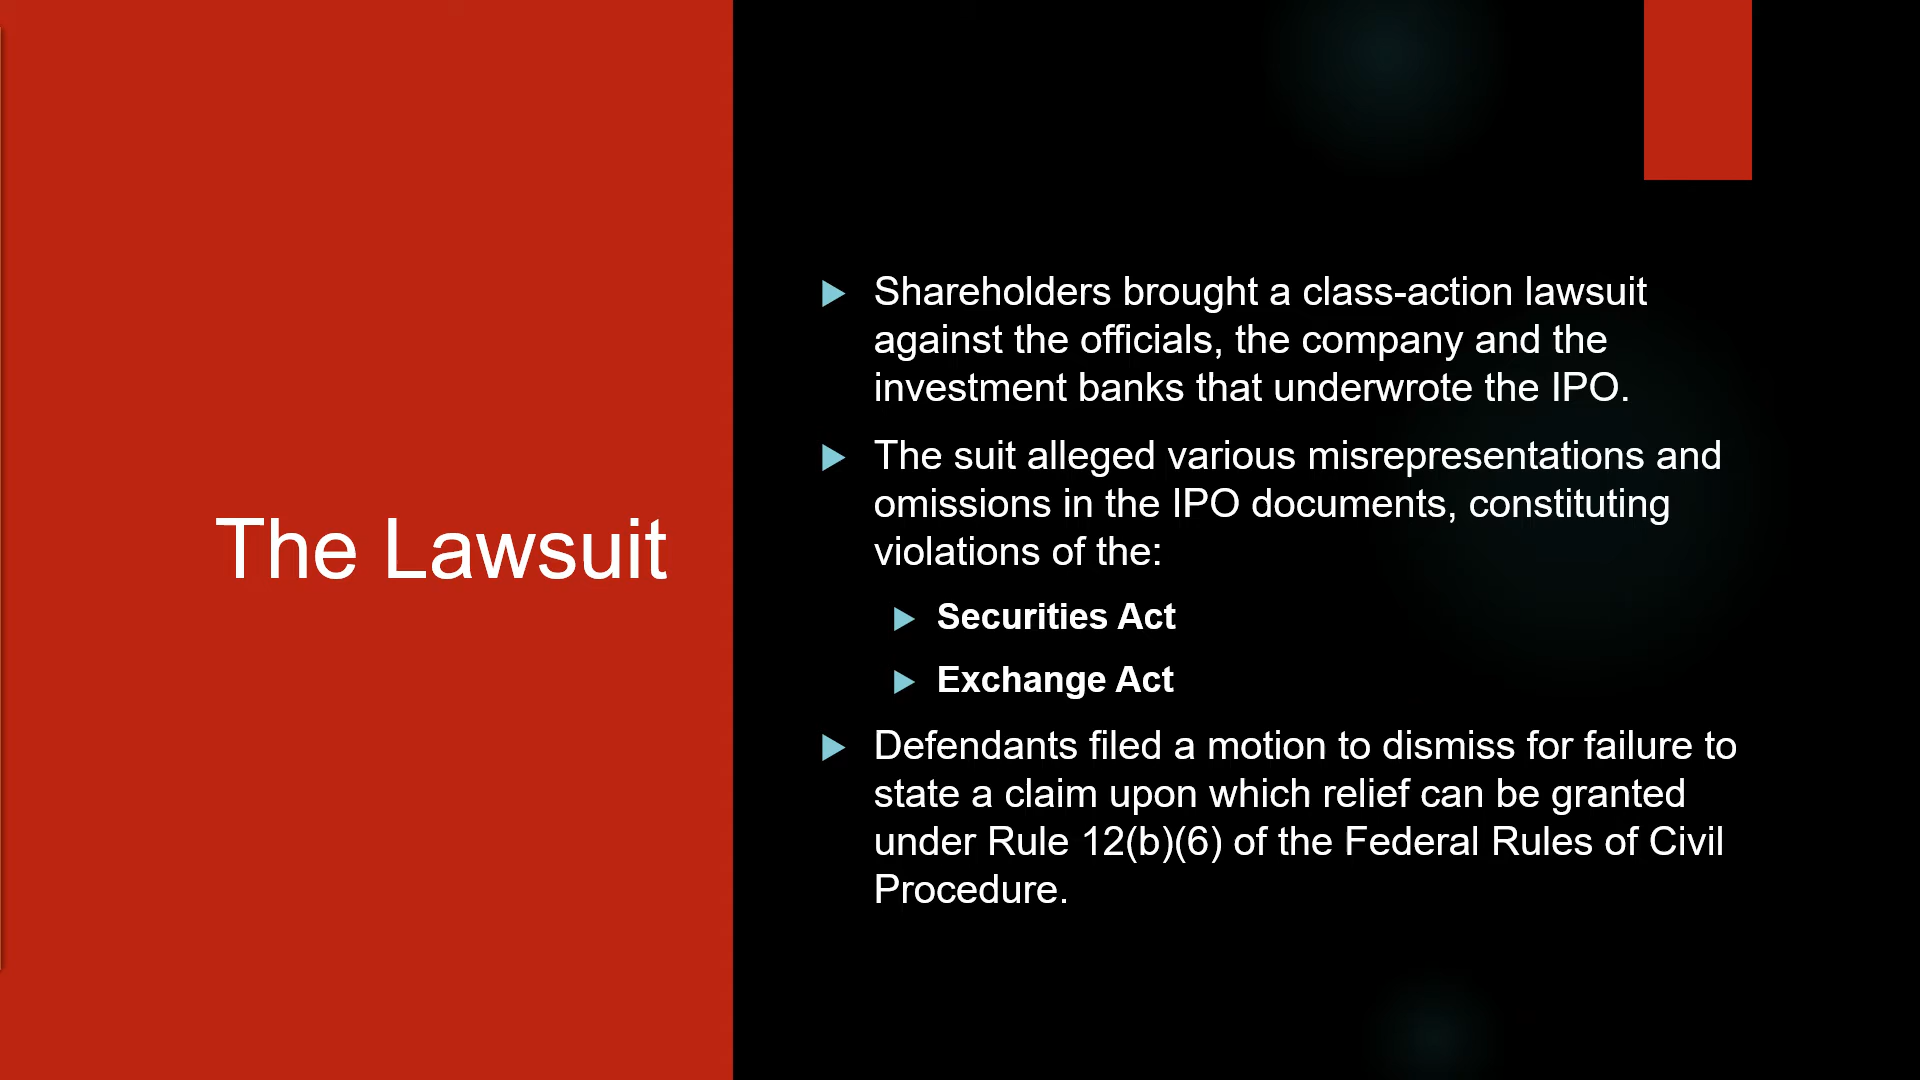 The Lawsuit
Shareholders brought a class-action lawsuit
against the officials, the company and the
investment banks that underwrote the IPO.
The suit alleged various misrepresentations and
omissions in the IPO documents, constituting
violations of the:
Securities Act
Exchange Act
Defendants filed a motion to dismiss for failure to
state a claim upon which relief can be granted
under Rule 12(b)(6) of the Federal Rules of Civil
Procedure.